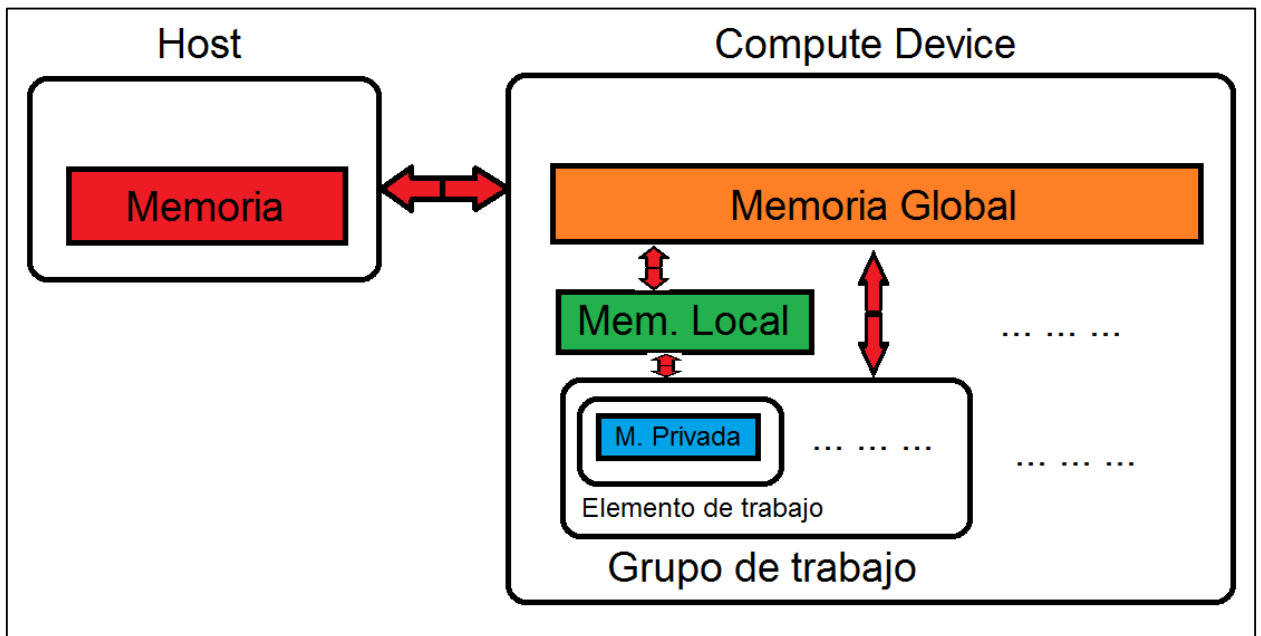 Host
Compute Device
Memoria
Memoria Global
Mem. Local
... ... ...
M. Privada
... ... ...
... ... ...
Elemento de trabajo
Grupo de trabajo